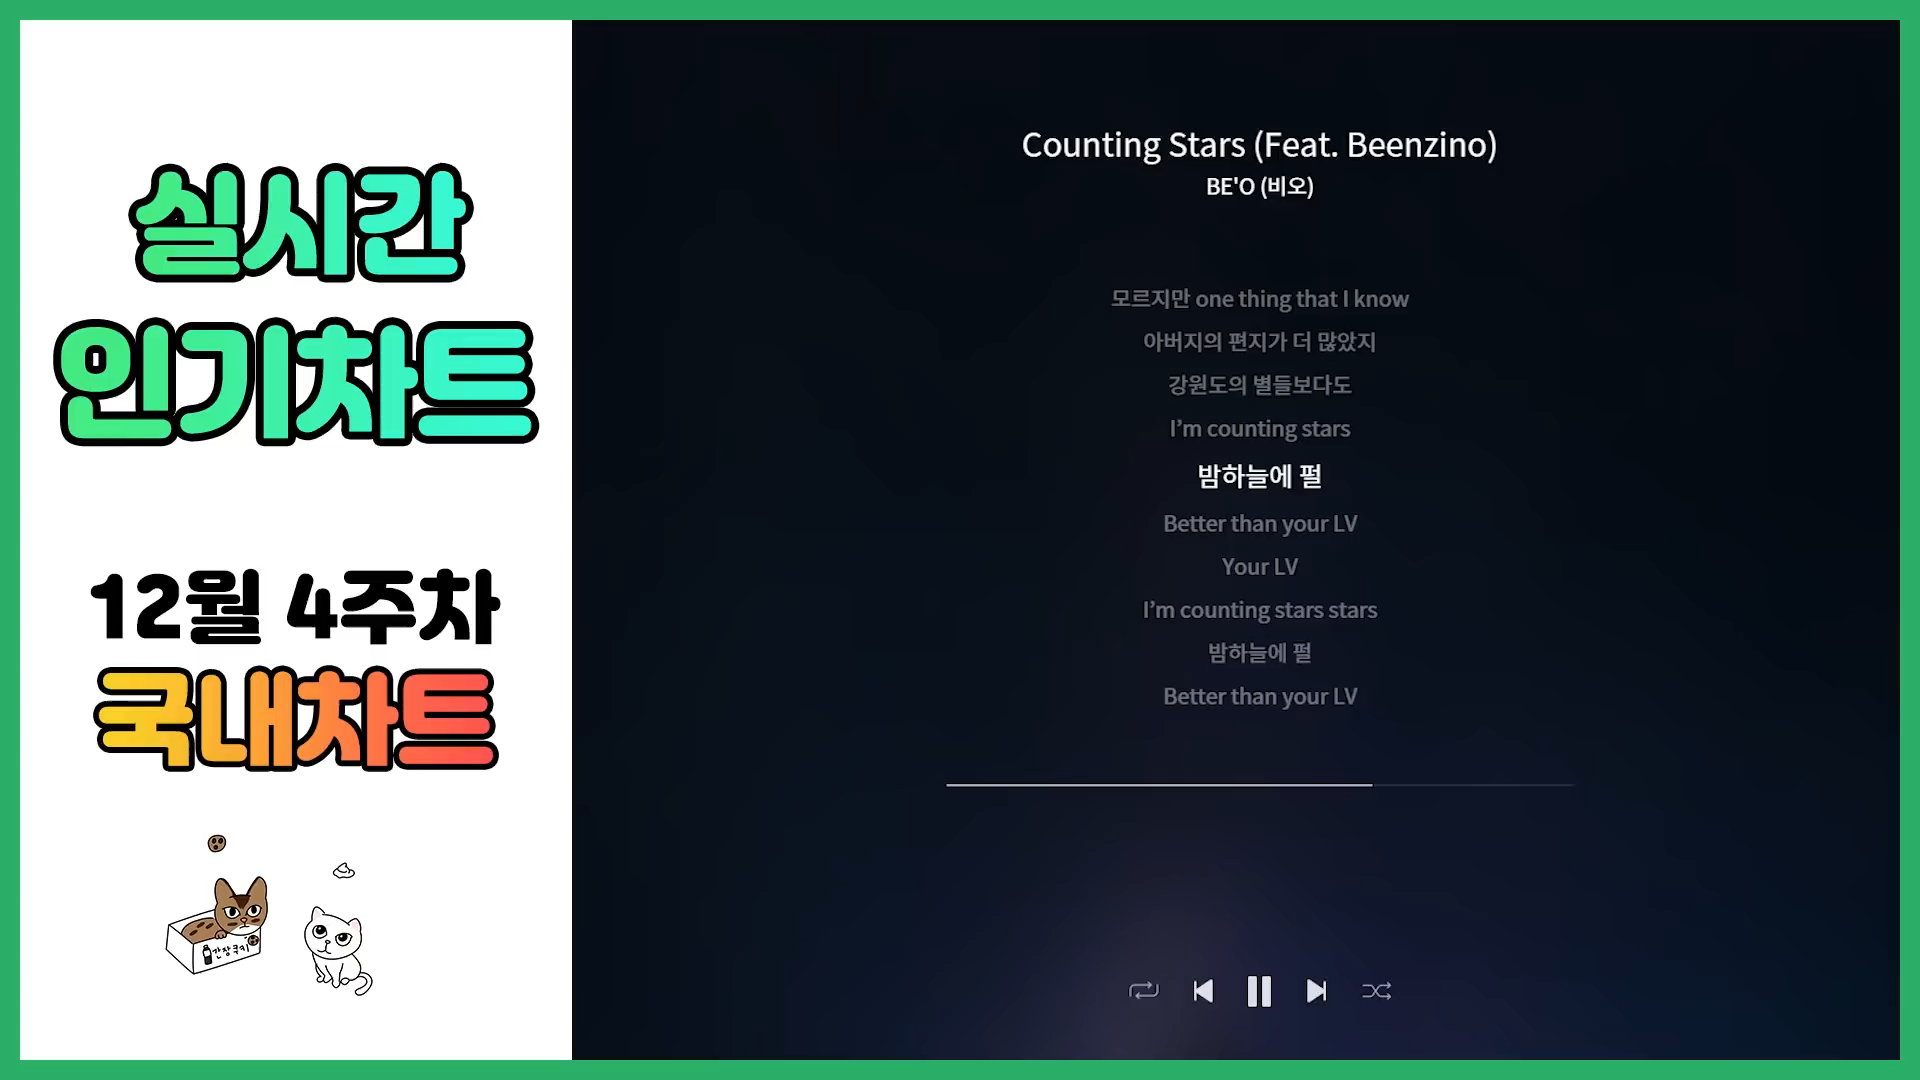 실시간
인기차트
12월 4주차
국내차트
간장쿠키
Counting Stars (Feat. Beenzino)
BE'O (비오)
모르지만 one thing that I know
아버지의 편지가 더 많았지
강원도의 별들보다도
I’m counting stars
밤하늘에 펄
Better than your LV
Your LV
I’m counting stars stars
밤하늘에 펄
Better than your LV